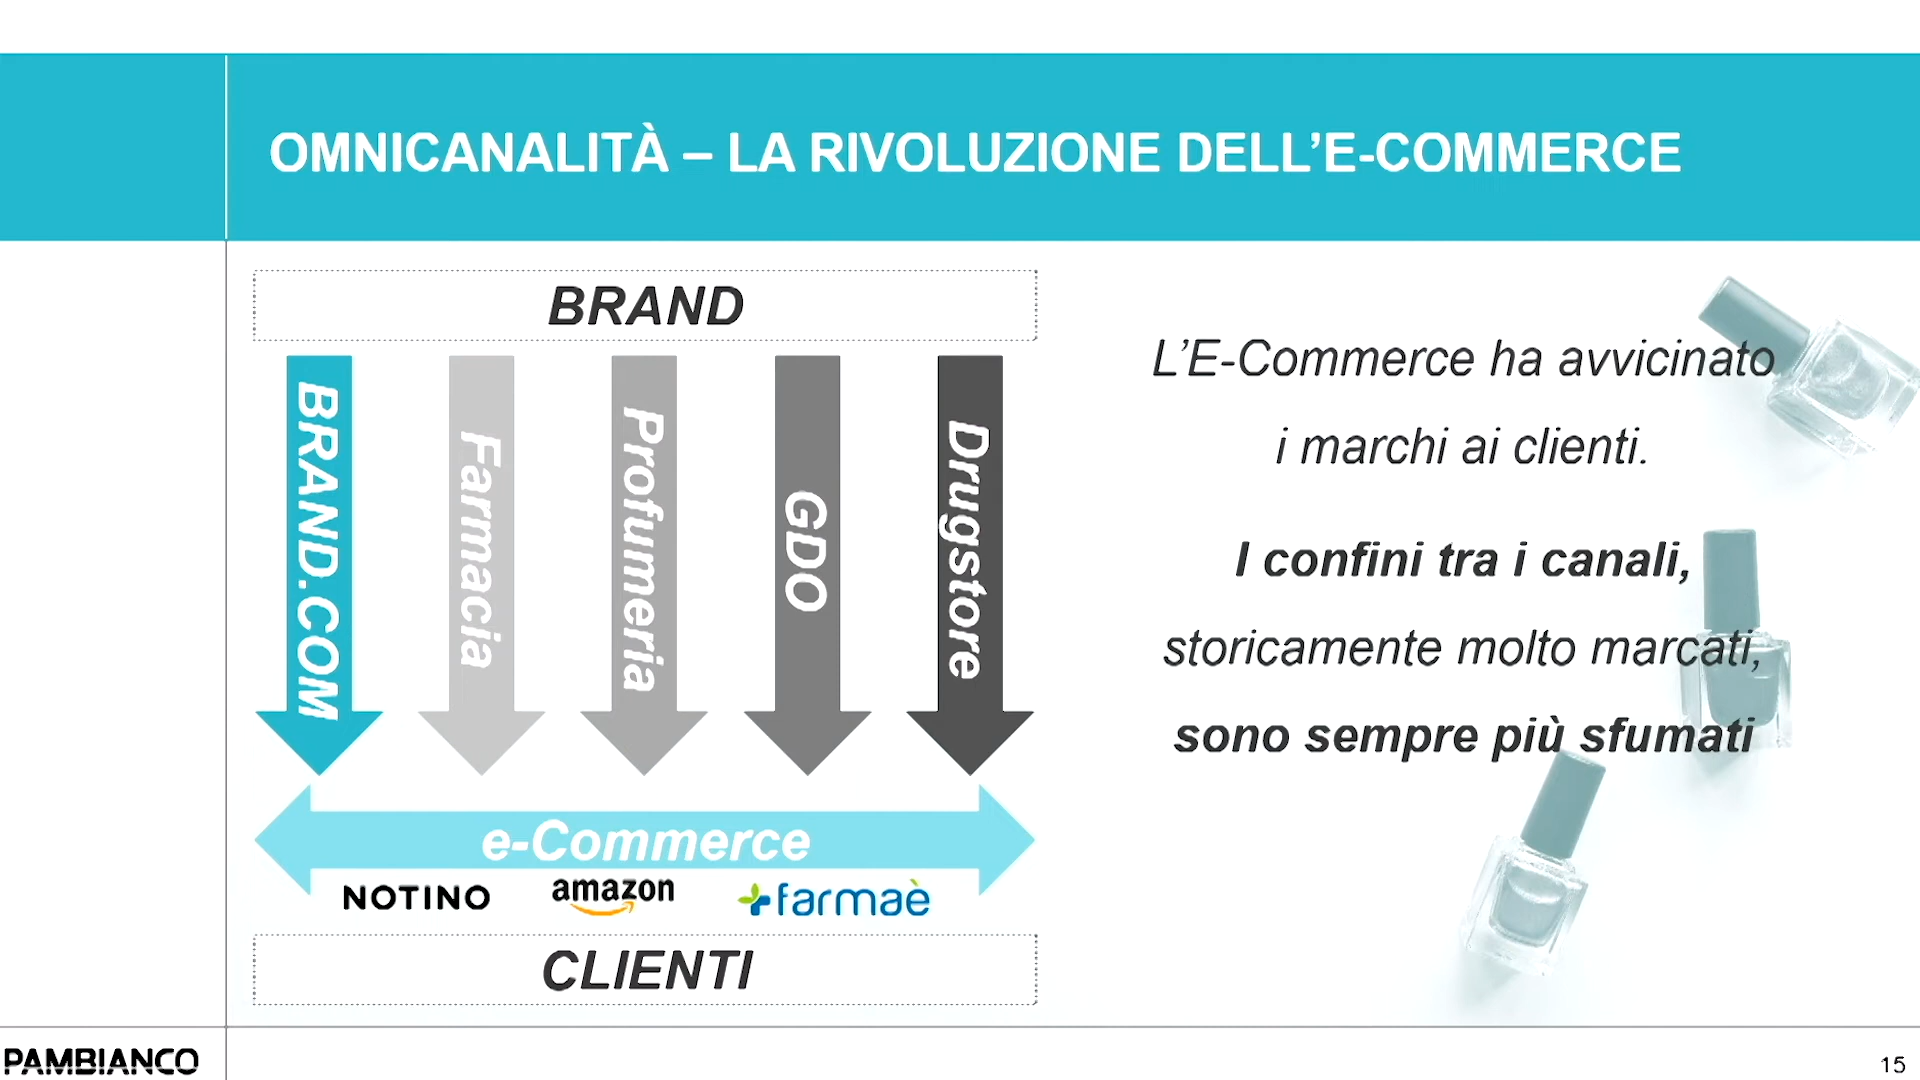 OMNICANALITÀ – LA RIVOLUZIONE DELL’E-COMMERCE
BRAND
BRAND.COM
Farmacia
Profumeria
GDO
Drugstore
e-Commerce
NOTINO
amazon
farmaè
CLIENTI
L’E-Commerce ha avvicinato
i marchi ai clienti.
I confini tra i canali,
storicamente molto marcati,
sono sempre più sfumati
PAMBIANCO
15